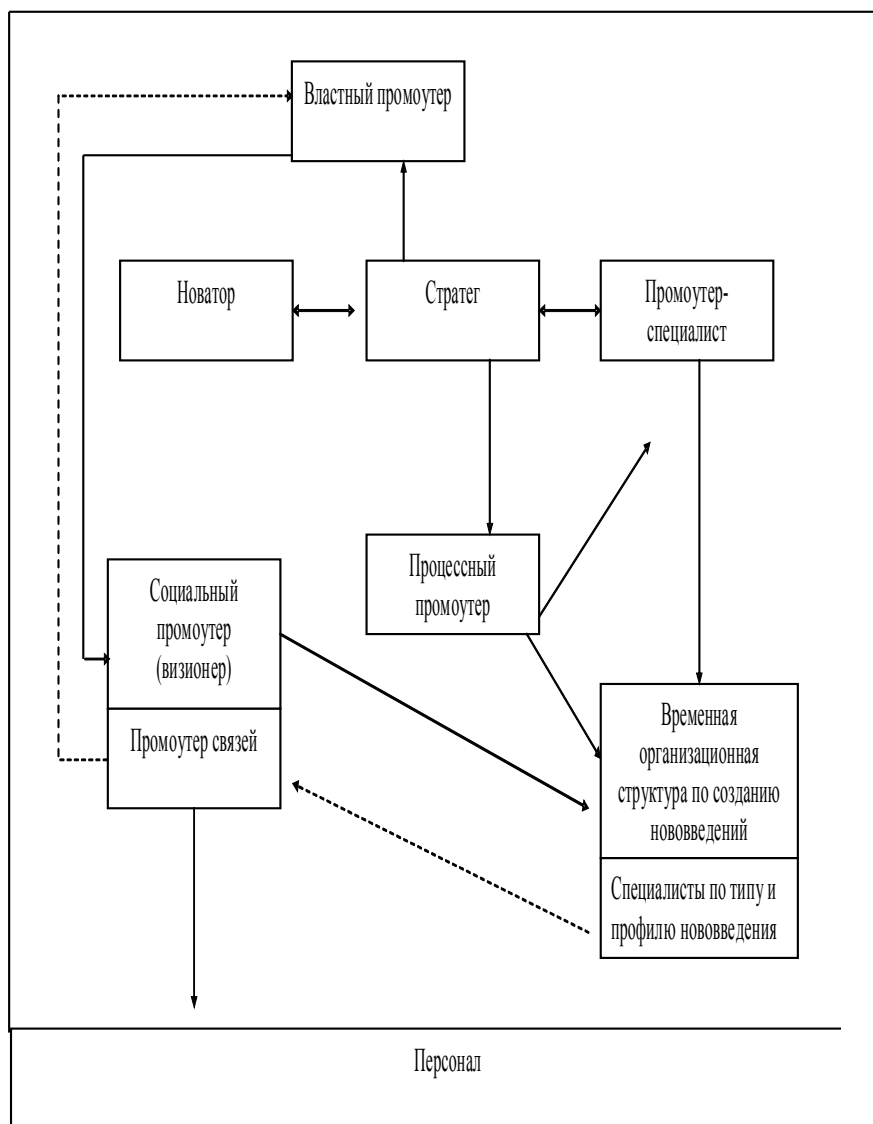 Властный промоутер
Новатор
Стратег
Промоутер-
специалист
Процессный
промоутер
Социальный
промоутер
(визионер)
Промоутер связей
Временная
организационная
структура по созданию
нововведений
Специалисты по типу и
профилю нововведения
Персонал